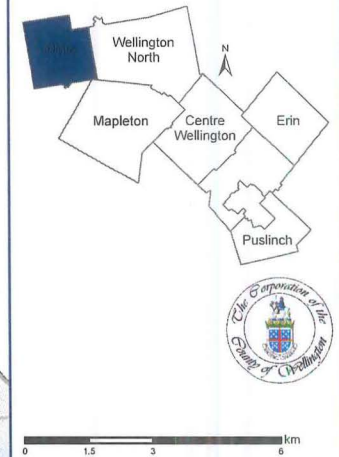 Wellington
North
N
Mapleton
Centre
Wellington
Erin
Puslinch
The Corporation of the
County of Wellington
km
0 1.5 3 6